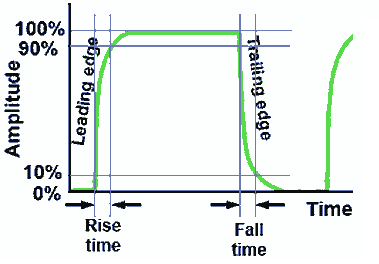 100%
90%
Amplitude
Leading edge
Trailing edge
10%
0%
Time
Rise
time
Fall
time